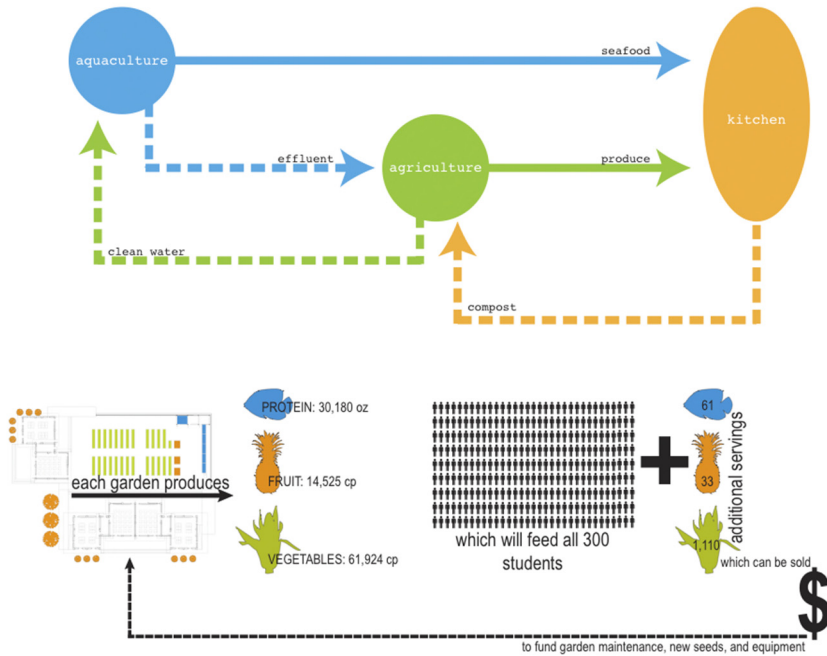 aquaculture
seafood
kitchen
effluent
agriculture
produce
clean water
compost
PROTEIN: 30,180 oz
61
each garden produces
FRUIT: 14,525 cp
33
additional servings
which will feed all 300
students
VEGETABLES: 61,924 cp
1,110
which can be sold
$
to fund garden maintenance, new seeds, and equipment